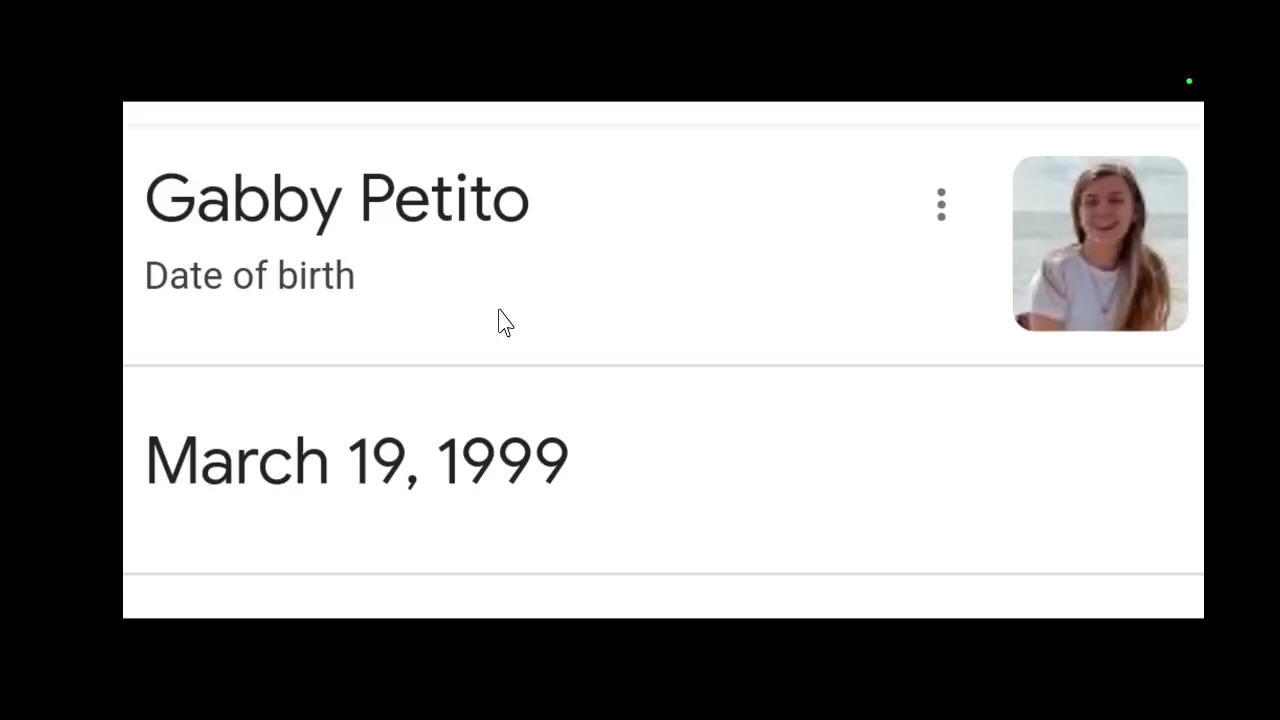 Gabby Petito
Date of birth
March 19, 1999